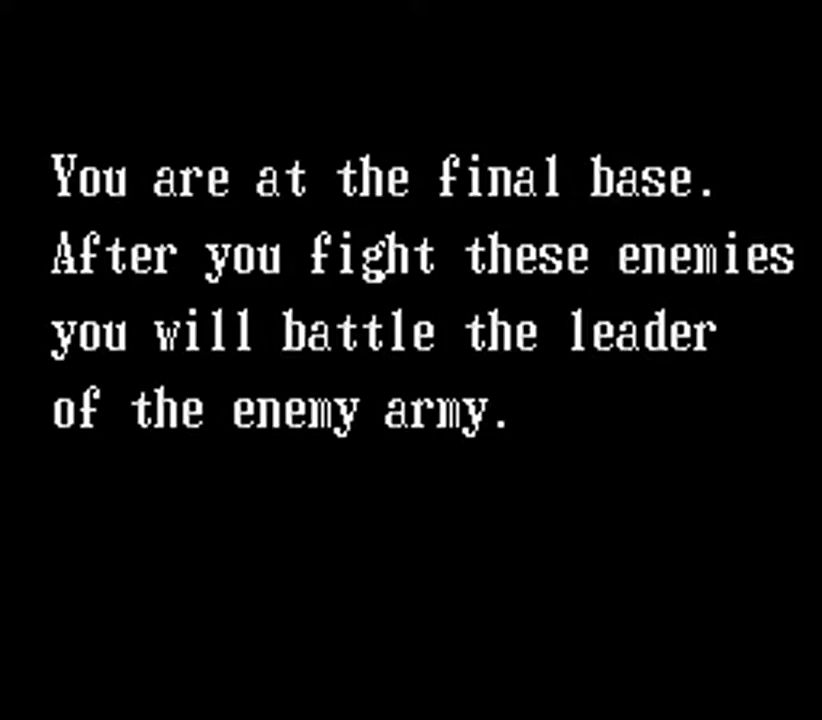 You are at the final base.
After you fight these enemies
you will battle the leader
of the enemy army.